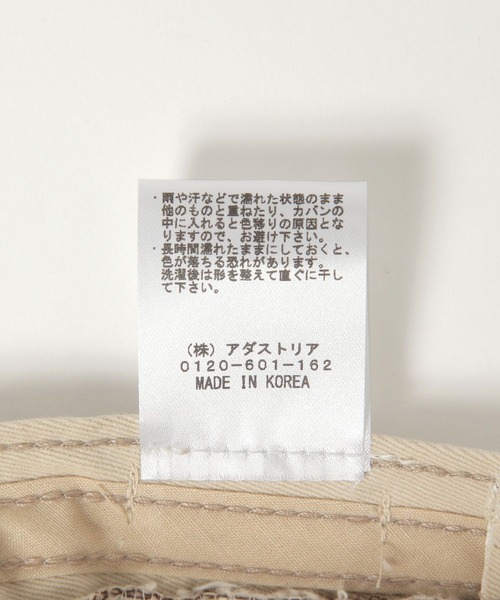 ・雨や汗などで濡れた状態のまま
他のものと重ねたり、カバンの
中に入れると色移りの原因とな
りますので、お避け下さい。
・長時間濡れたままにしておくと、
色が落ちる恐れがあります。
洗濯後は形を整えて直ぐに干し
て下さい。
(株) アダストリア
0120-601-162
MADE IN KOREA